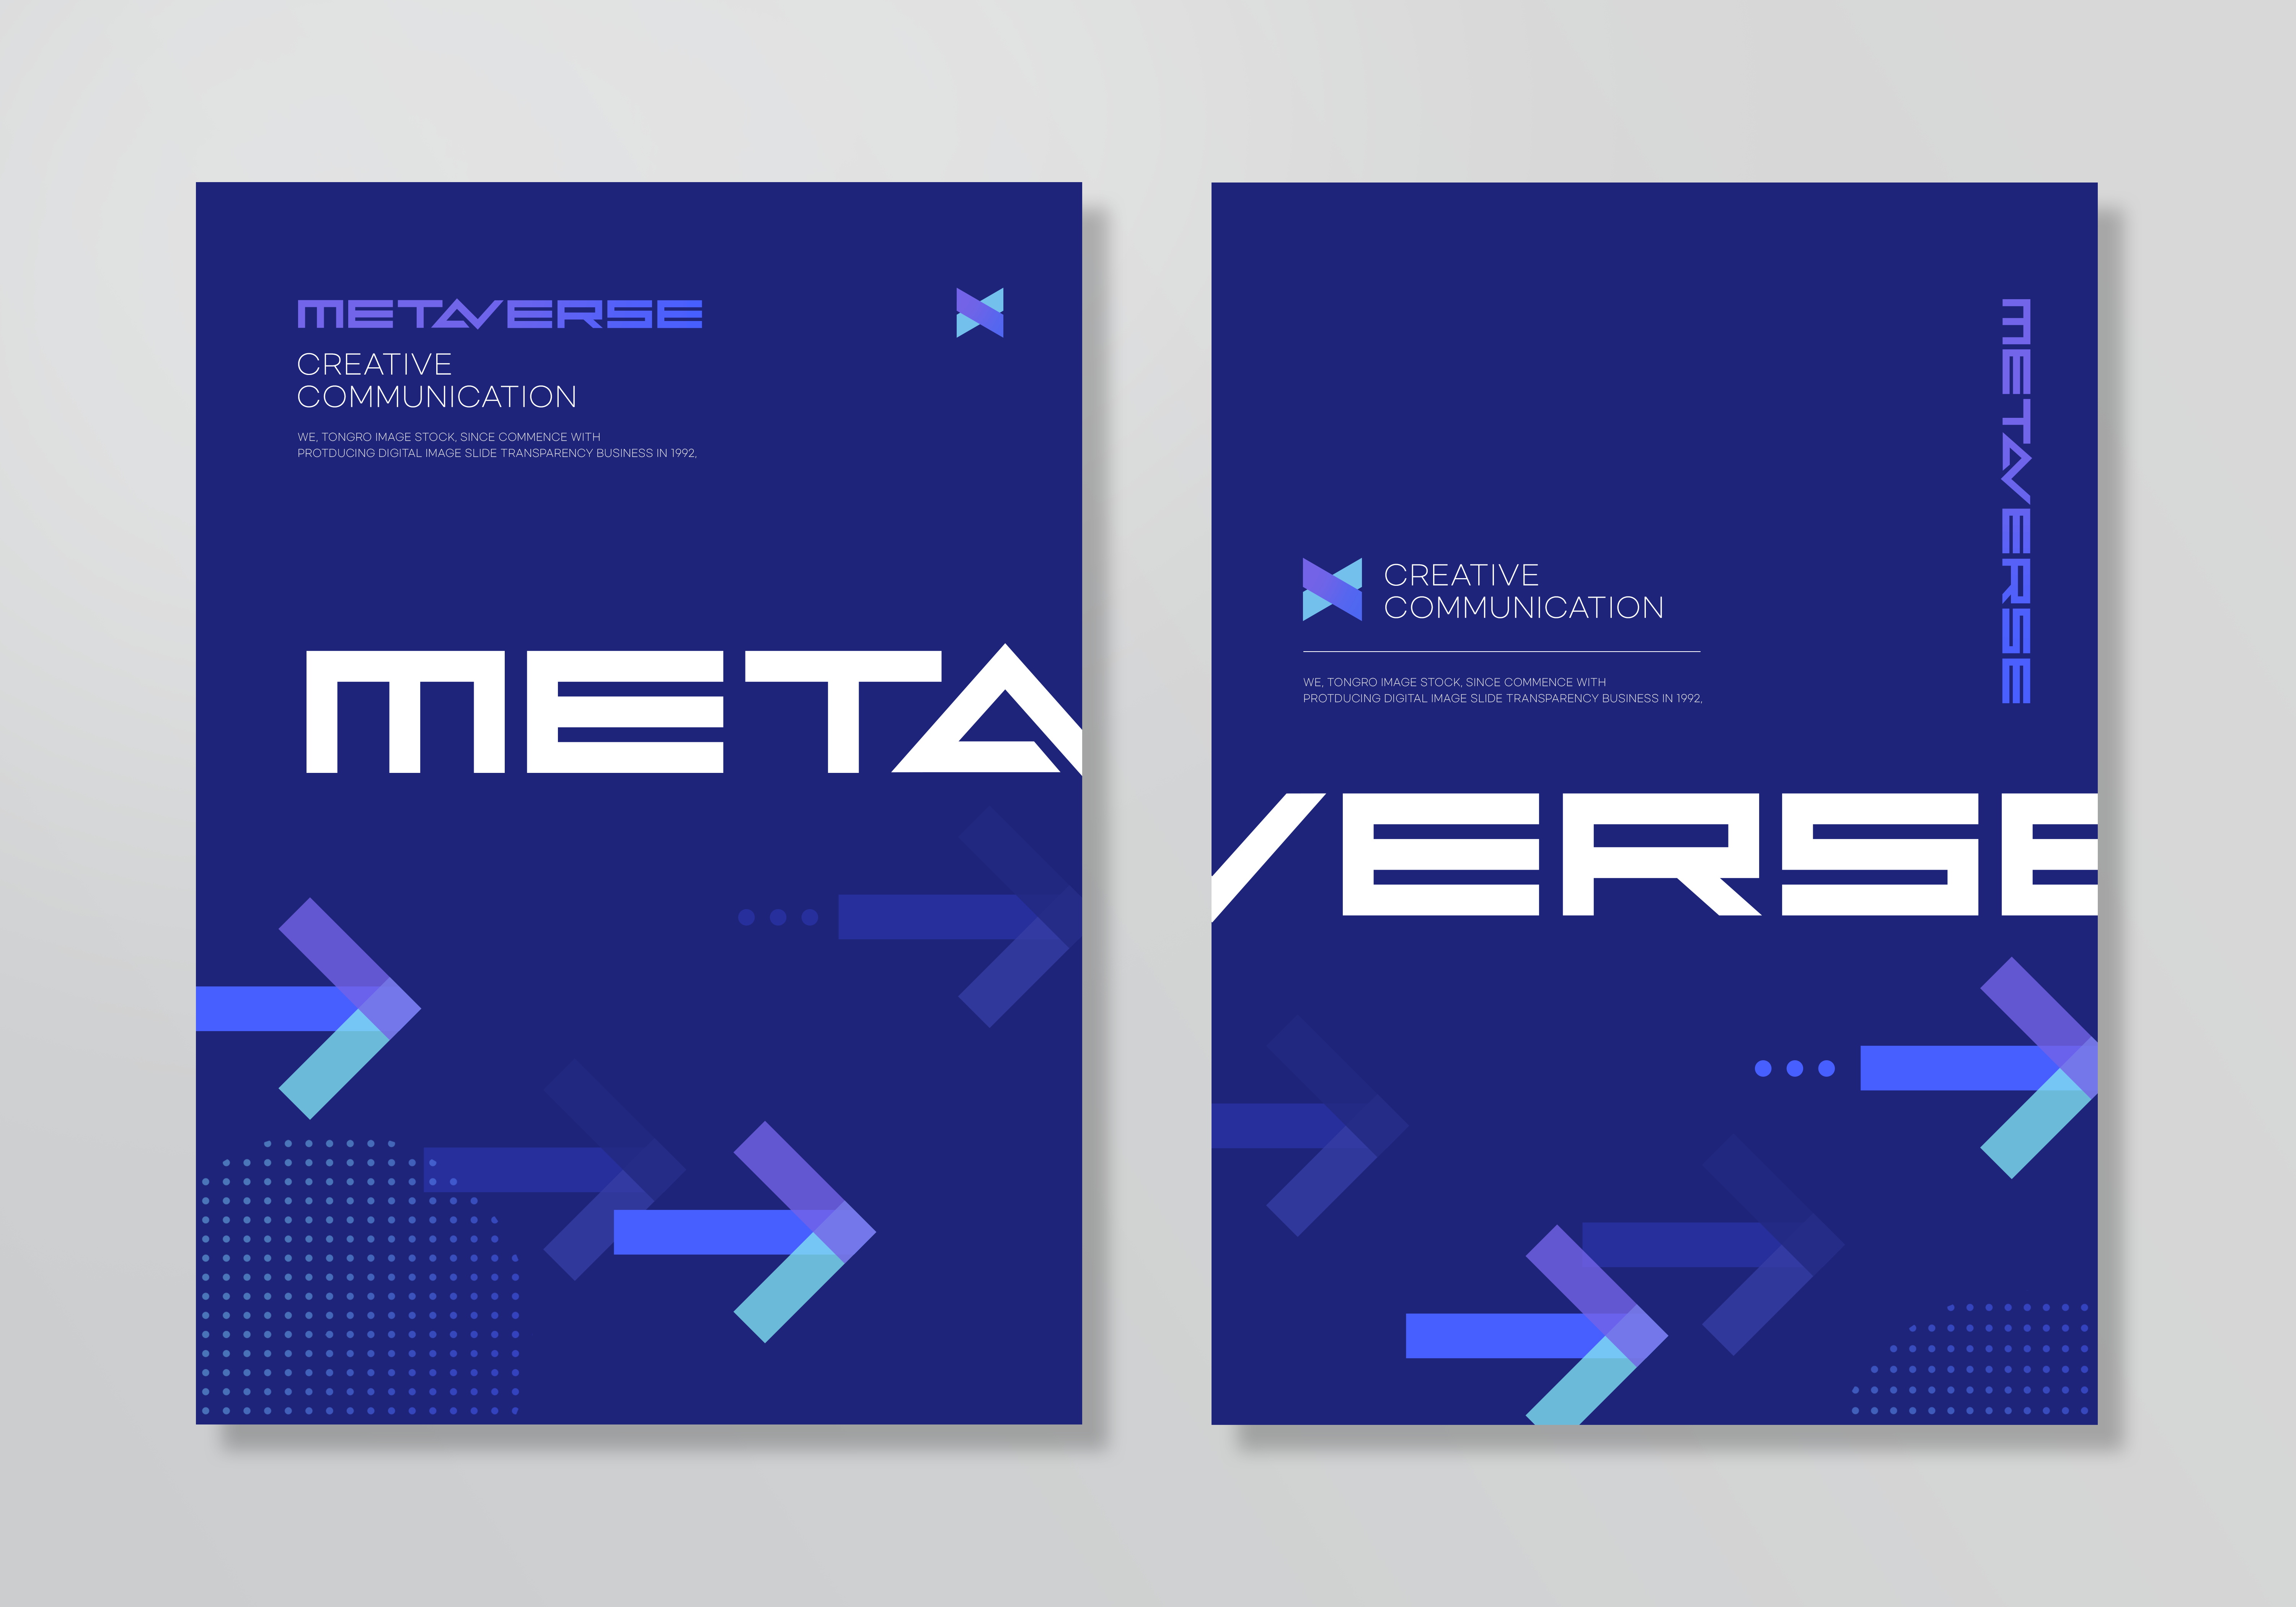 METAVERSE
CREATIVE
COMMUNICATION
WE, TONGRO IMAGE STOCK, SINCE COMMENCE WITH
PROTDUCING DIGITAL IMAGE SLIDE TRANSPARENCY BUSINESS IN 1992,
META
METAVERSE
CREATIVE
COMMUNICATION
WE, TONGRO IMAGE STOCK, SINCE COMMENCE WITH
PROTDUCING DIGITAL IMAGE SLIDE TRANSPARENCY BUSINESS IN 1992,
VERSE